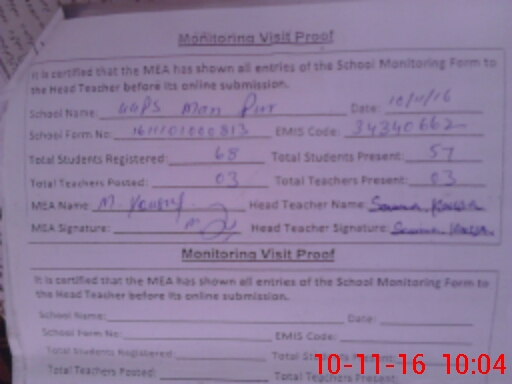 Monitoring Visit Proof
It is certified that the MEA has shown all entries of the School Monitoring Form to
the Head Teacher before its online submission.
School Name: GGPS Man Pur Date: 10/11/16
School Form No: 1611101000813 EMIS Code: 34340662
Total Students Registered: 68 Total Students Present: 57
Total Teachers Posted: 03 Total Teachers Present: 03
MEA Name: M. Yousuf Head Teacher Name:
MEA Signature: Head Teacher Signature:
Monitoring Visit Proof
It is certified that the MEA has shown all entries of the School Monitoring Form to
the Head Teacher before its online submission.
School Name: Date:
School Form No: EMIS Code:
Total Students Registered: Total Students Present:
Total Teachers Posted: Total Teachers Present:
10-11-16 10:04